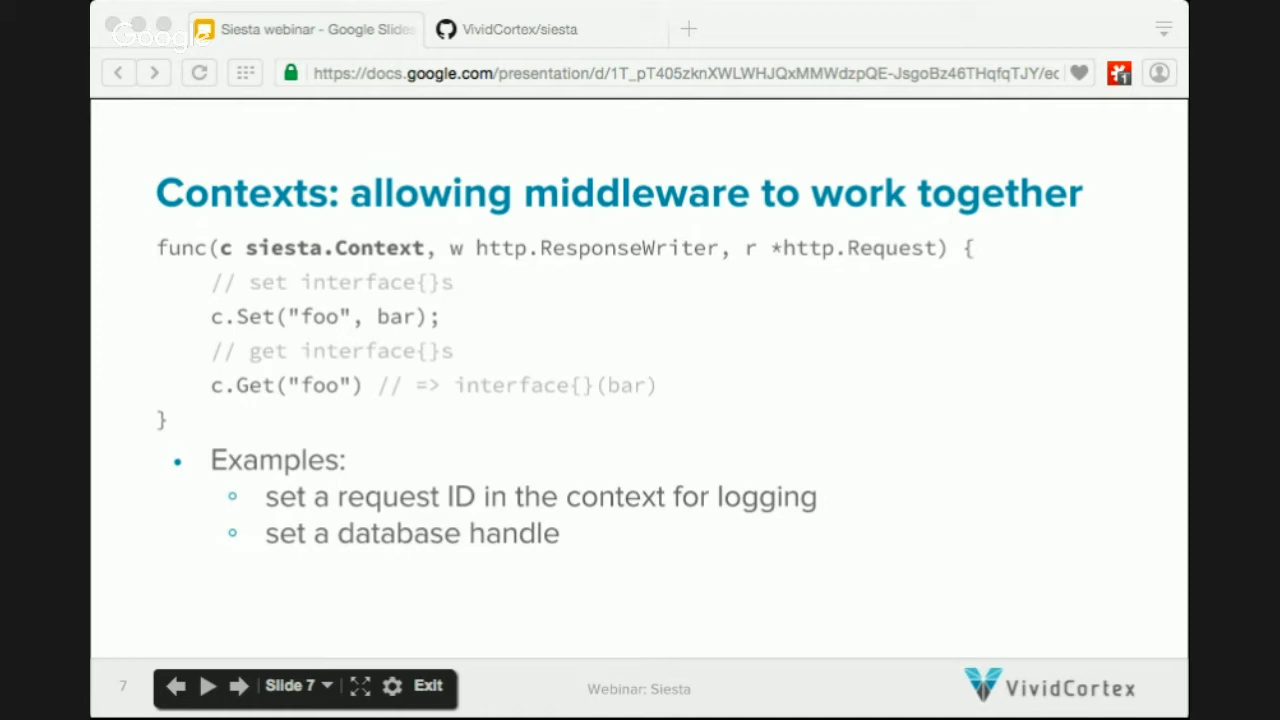 Google
Siesta webinar - Google Slides
VividCortex/siesta
https://docs.google.com/presentation/d/1T_pT405zknXWLWHJQxMMWdzpQE-JsgoBz46THqfqTJY/ec
1
Contexts: allowing middleware to work together
func(c siesta.Context, w http.ResponseWriter, r *http.Request) {
// set interface{}s
c.Set("foo", bar);
// get interface{}s
c.Get("foo") // => interface{}(bar)
}
• Examples:
set a request ID in the context for logging
set a database handle
7
Slide 7
Exit
Webinar: Siesta
VividCortex